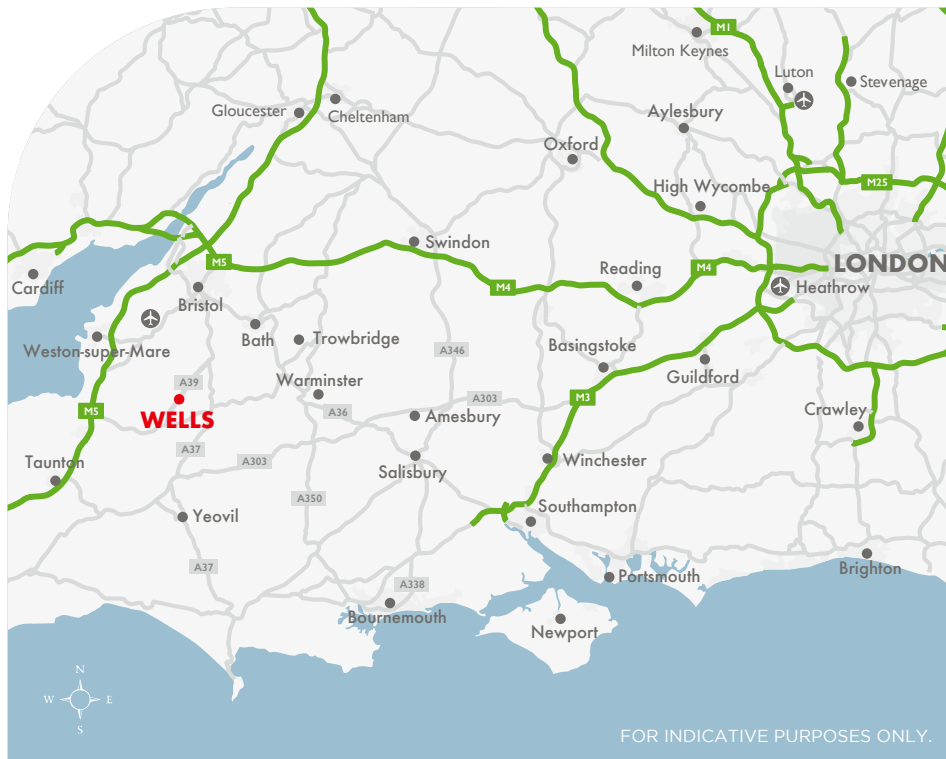 M1
Milton Keynes
Luton
Stevenage
Gloucester
Cheltenham
Aylesbury
Oxford
High Wycombe
M25
Swindon
M5
Reading
M4
LONDON
Cardiff
M4
Heathrow
Bristol
Bath
Trowbridge
Weston-super-Mare
A346
Basingstoke
Guildford
Warminster
A39
A303
M3
WELLS
M5
A36
Amesbury
Crawley
A37
Taunton
A303
Salisbury
Winchester
A350
Southampton
Yeovil
A37
A338
Portsmouth
Brighton
Bournemouth
Newport
N
W
E
S
FOR INDICATIVE PURPOSES ONLY.